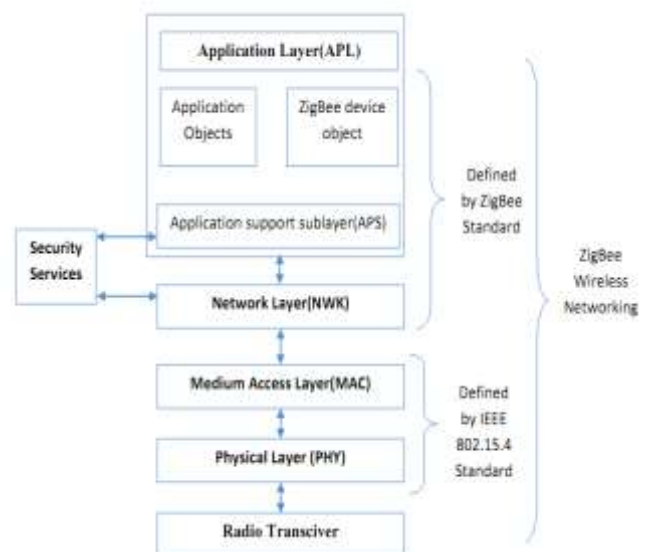 Application Layer(APL)
Application
Objects
ZigBee device
object
Application support sublayer(APS)
Security
Services
Network Layer(NWK)
Medium Access Layer(MAC)
Physical Layer (PHY)
Radio Transciver
Defined
by ZigBee
Standard
Defined
by IEEE
802.15.4
Standard
ZigBee
Wireless
Networking